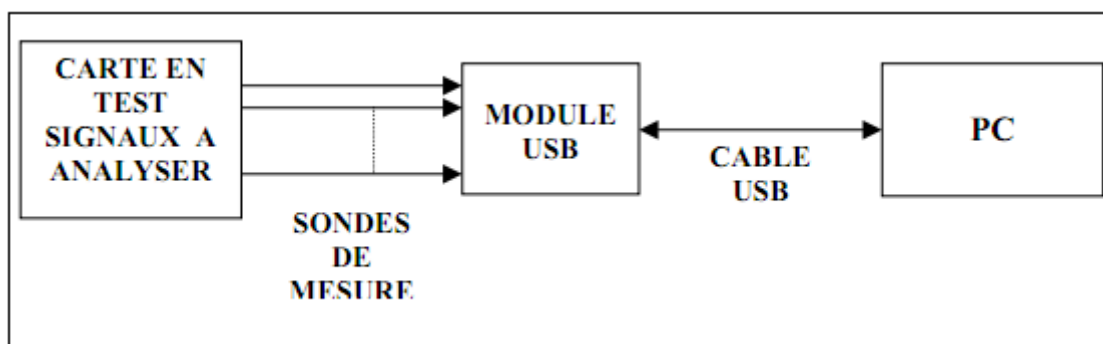 CARTE EN
TEST
SIGNAUX A
ANALYSER
SONDES
DE
MESURE
MODULE
USB
CABLE
USB
PC